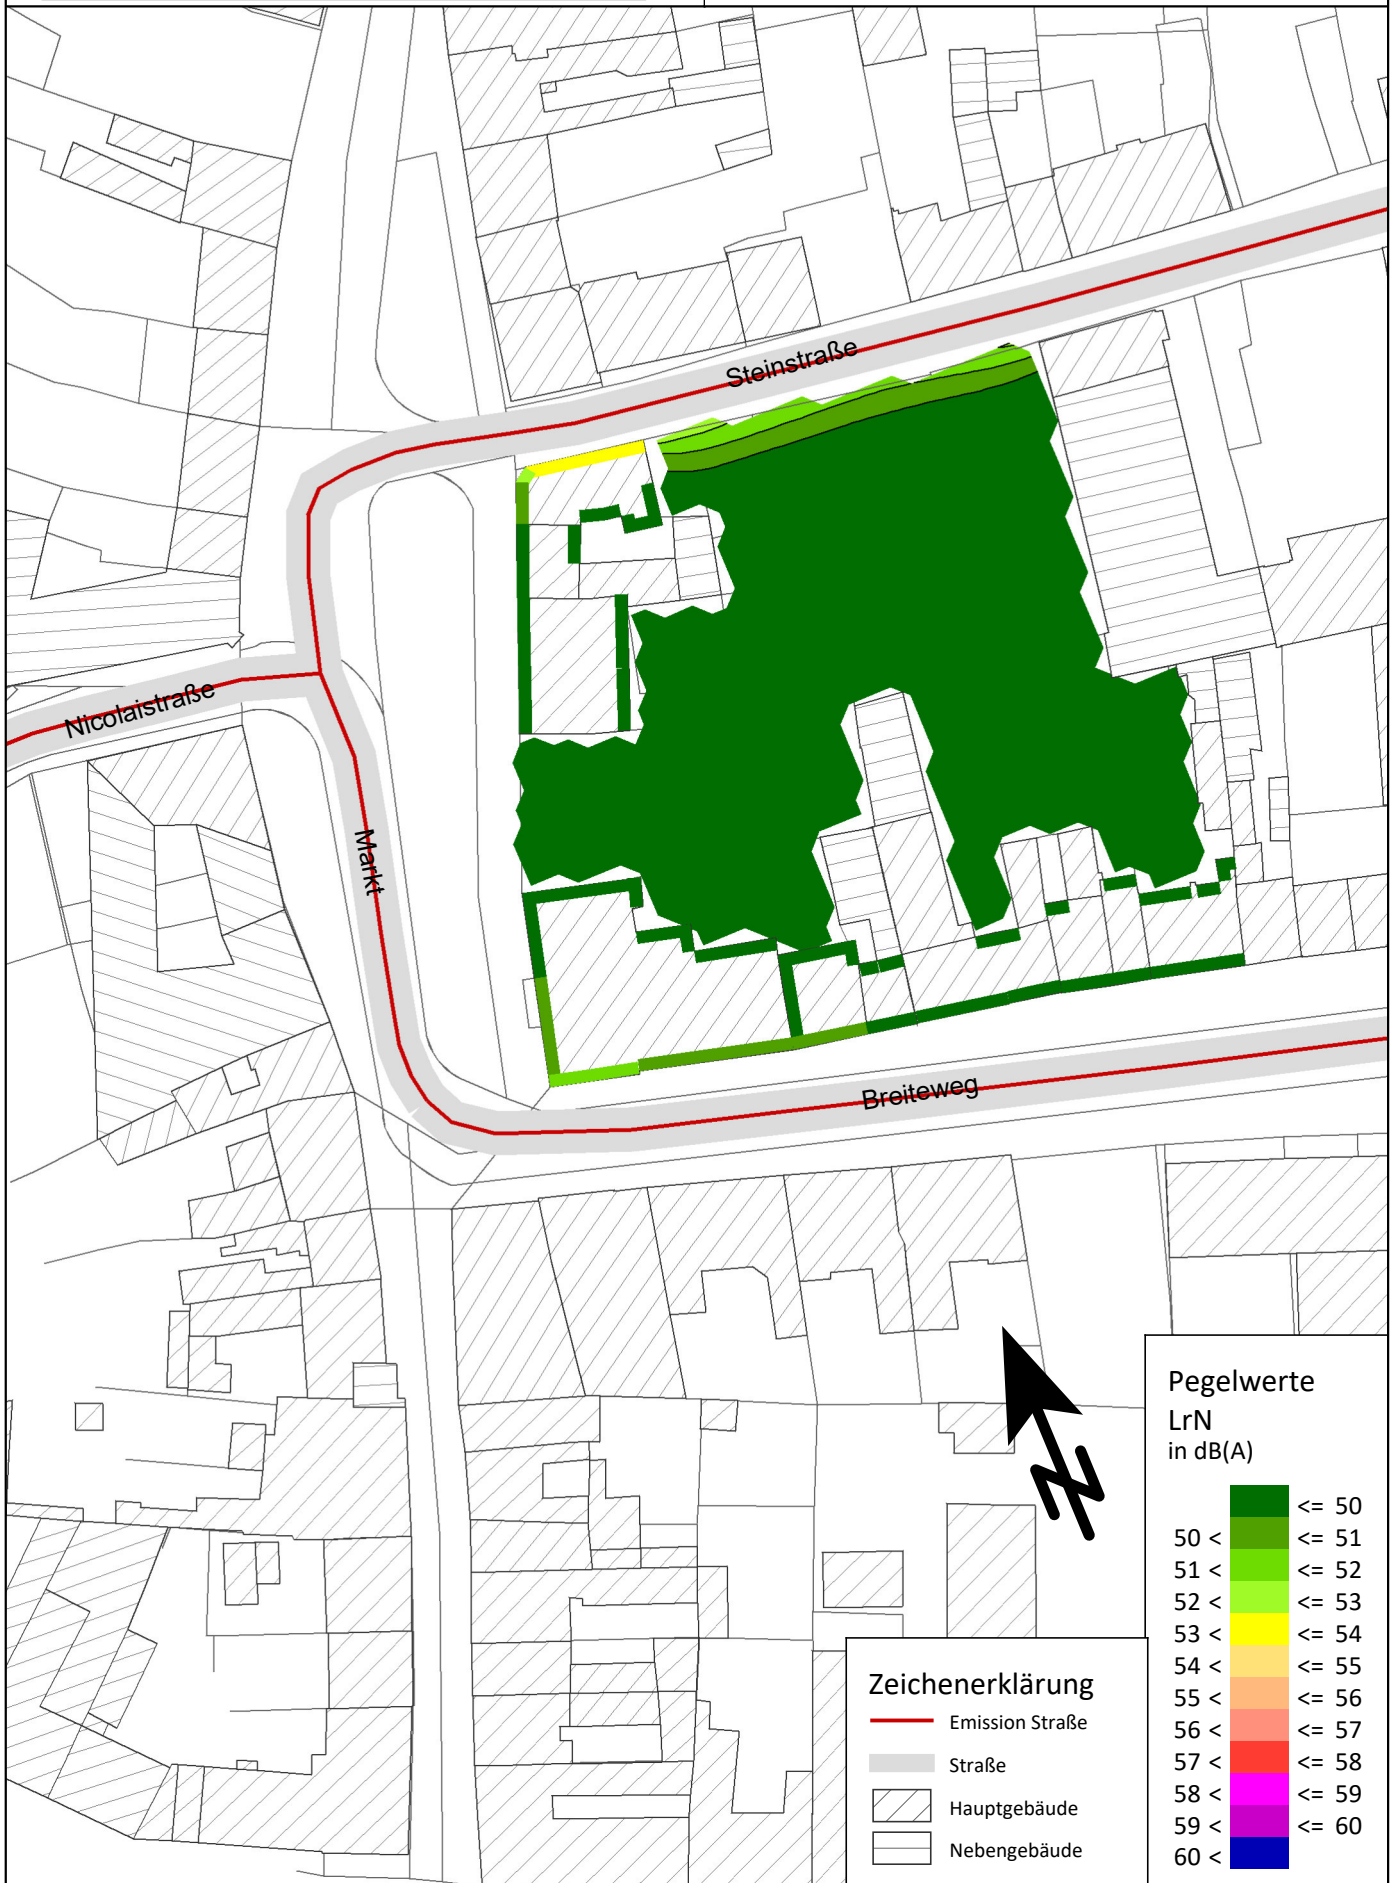 Steinstraße
Nicolaistraße
Markt
Breiteweg
Pegelwerte
LrN
in dB(A)
<= 50
50 < <= 51
51 < <= 52
52 < <= 53
53 < <= 54
54 < <= 55
55 < <= 56
56 < <= 57
57 < <= 58
58 < <= 59
59 < <= 60
60 <
Zeichenerklärung
Emission Straße
Straße
Hauptgebäude
Nebengebäude
N